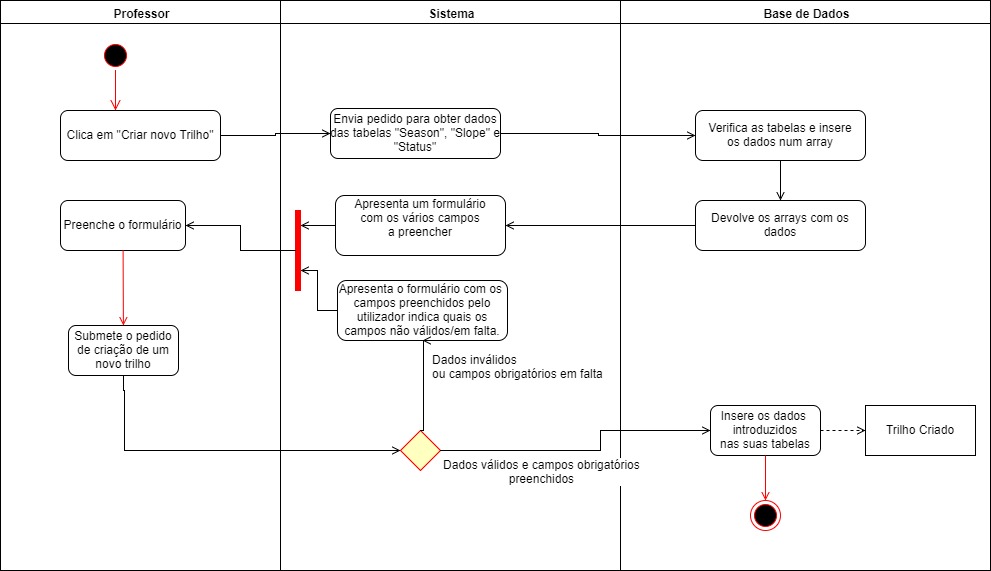 Professor
Sistema
Base de Dados
Clica em "Criar novo Trilho"
Envia pedido para obter dados
das tabelas "Season", "Slope" e
"Status"
Verifica as tabelas e insere
os dados num array
Preenche o formulário
Apresenta um formulário
com os vários campos
a preencher
Devolve os arrays com os
dados
Apresenta o formulário com os
campos preenchidos pelo
utilizador indica quais os
campos não válidos/em falta.
Submete o pedido
de criação de um
novo trilho
Dados inválidos
ou campos obrigatórios em falta
Insere os dados
introduzidos
nas suas tabelas
Trilho Criado
Dados válidos e campos obrigatórios
preenchidos